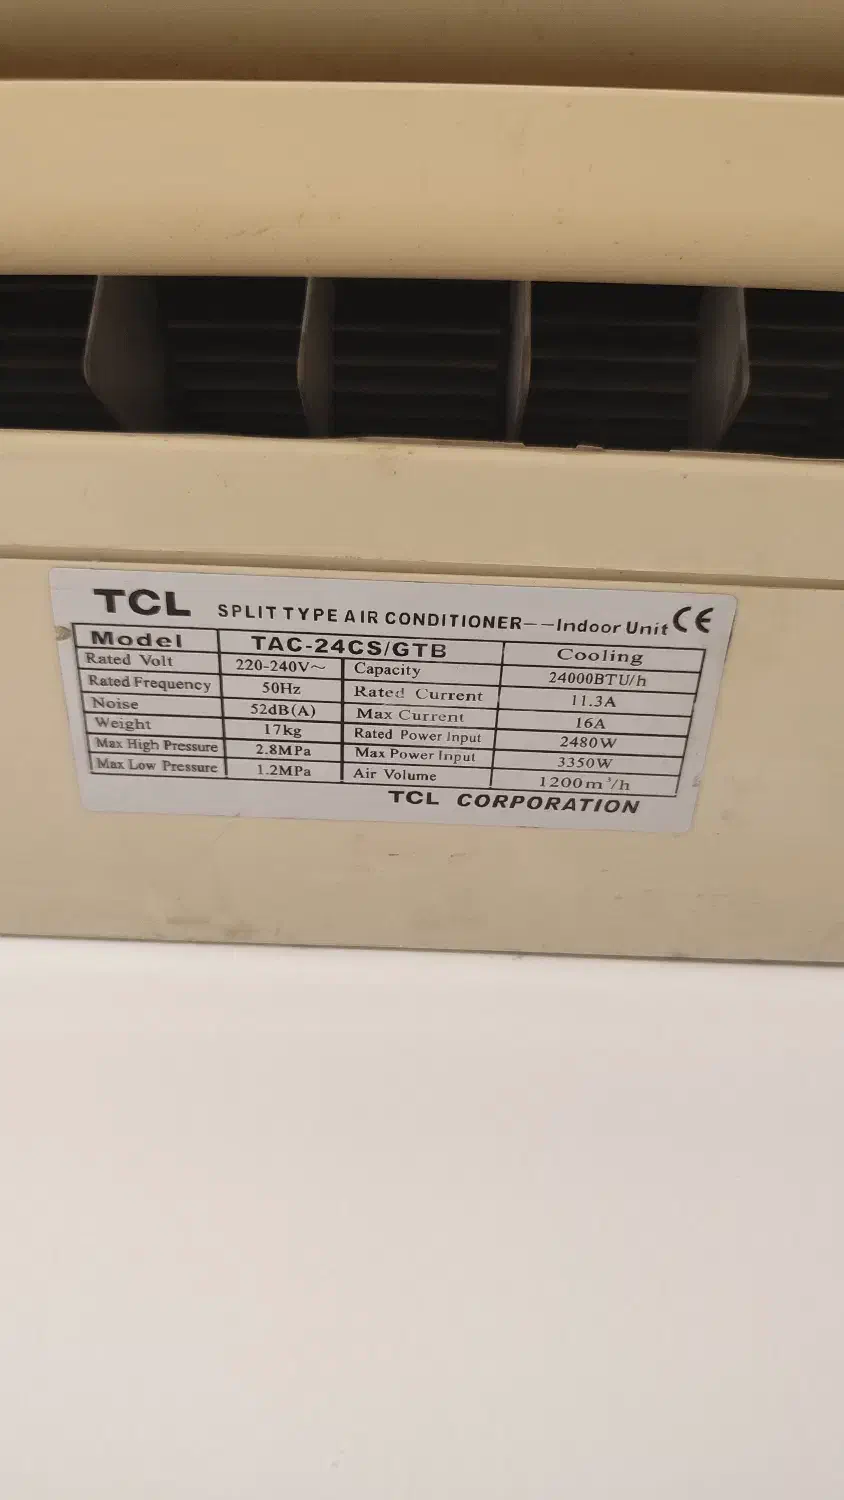 TCL SPLIT TYPE AIR CONDITIONER--Indoor Unit CE
Model TAC-24CS/GTB Cooling
Rated Volt 220-240V~ Capacity 24000BTU/h
Rated Frequency 50Hz Rated Current 11.3A
Noise 52dB(A) Max Current 16A
Weight 17kg Rated Power Input 2480W
Max High Pressure 2.8MPa Max Power Input 3350W
Max Low Pressure 1.2MPa Air Volume 1200m³/h
TCL CORPORATION